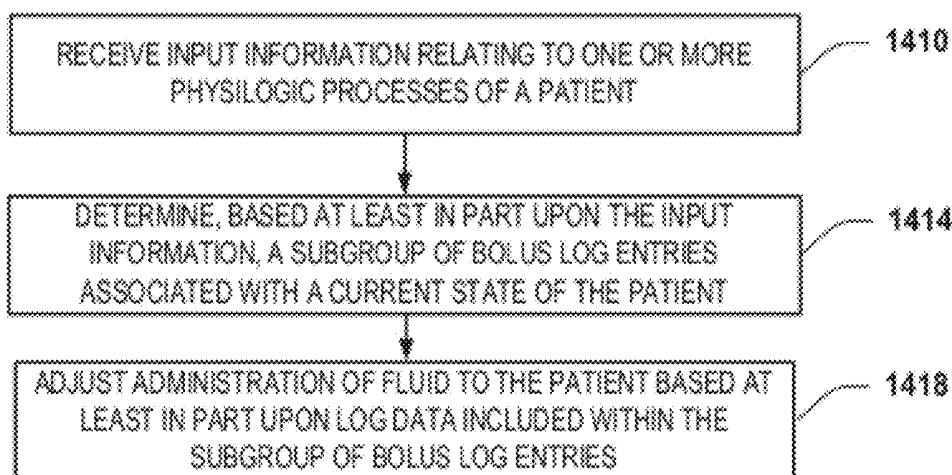 RECEIVE INPUT INFORMATION RELATING TO ONE OR MORE
PHYSILOGIC PROCESSES OF A PATIENT
1410
DETERMINE, BASED AT LEAST IN PART UPON THE INPUT
INFORMATION, A SUBGROUP OF BOLUS LOG ENTRIES
ASSOCIATED WITH A CURRENT STATE OF THE PATIENT
1414
ADJUST ADMINISTRATION OF FLUID TO THE PATIENT BASED AT
LEAST IN PART UPON LOG DATA INCLUDED WITHIN THE
SUBGROUP OF BOLUS LOG ENTRIES
1418